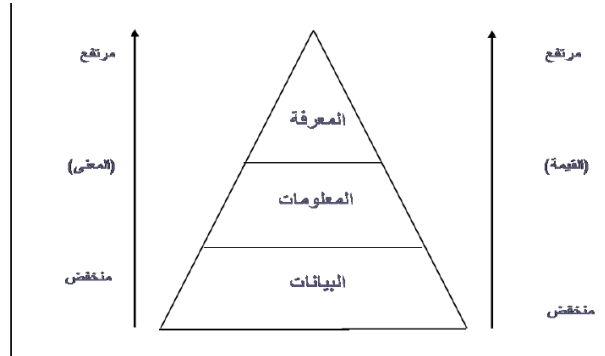 مرتفع
مرتفع
المعرفة
(القيمة)
(المعنى)
المعلومات
البيانات
منخفض
منخفض